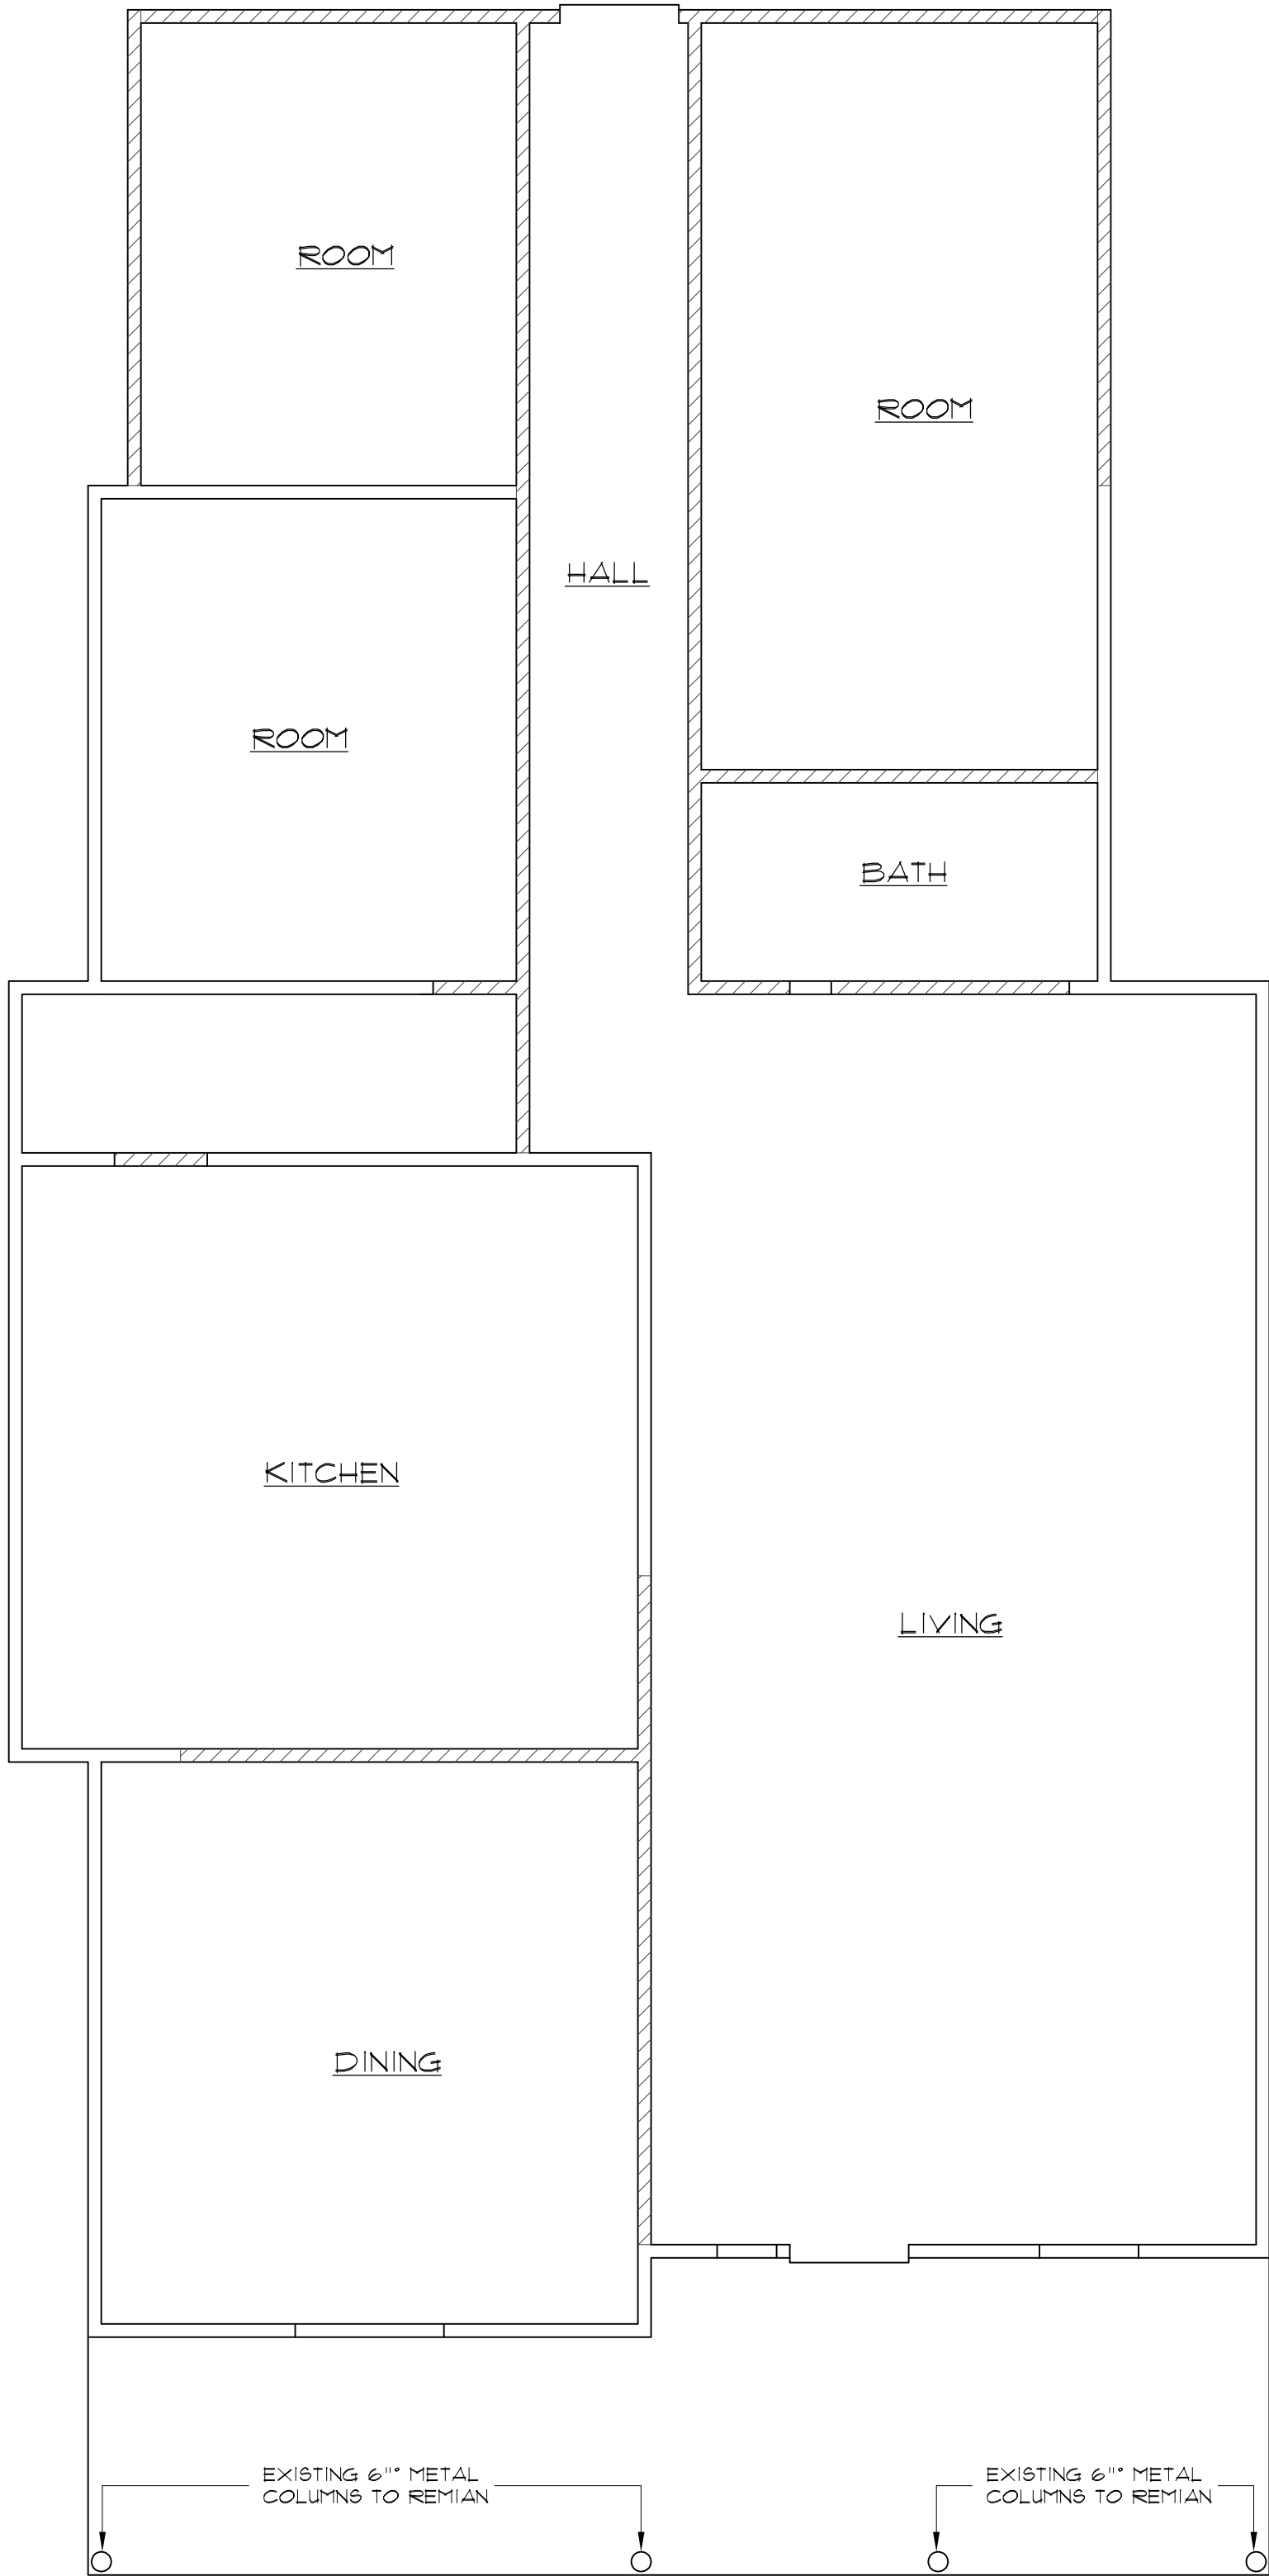 ROOM
ROOM
HALL
ROOM
BATH
KITCHEN
LIVING
DINING
EXISTING 6"° METAL
COLUMNS TO REMIAN
EXISTING 6"° METAL
COLUMNS TO REMIAN